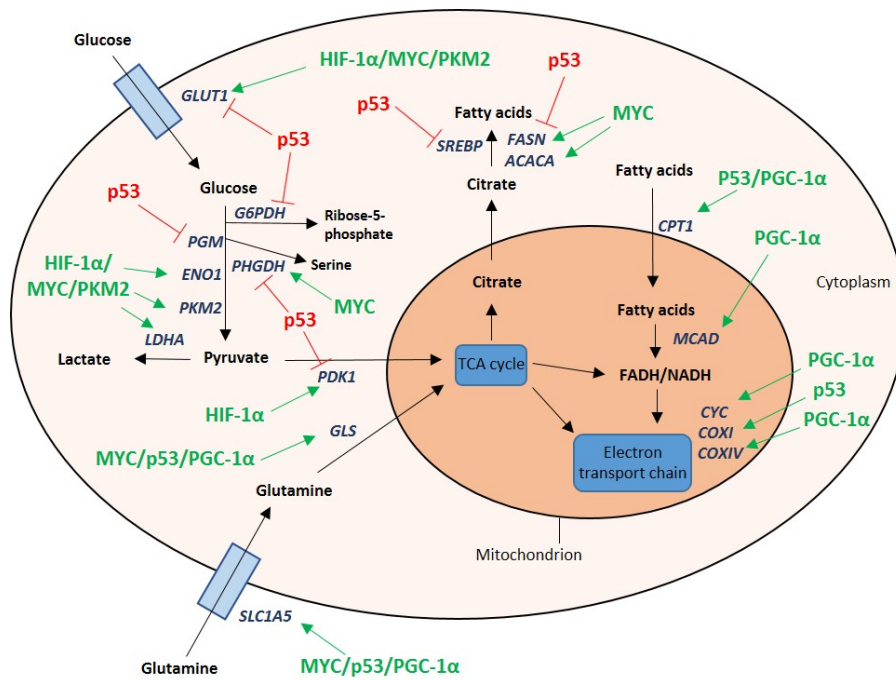 Glucose
HIF-1α/MYC/PKM2
p53
GLUT1
p53
Fatty acids
MYC
p53
SREBP
FASN
ACACA
Glucose
Citrate
Fatty acids
P53/PGC-1α
p53
G6PDH
Ribose-5-
phosphate
CPT1
PGM
PGC-1α
HIF-1α/
MYC/PKM2
ENO1
PHGDH
Serine
Citrate
Cytoplasm
PKM2
MYC
Fatty acids
p53
LDHA
MCAD
Lactate
Pyruvate
TCA cycle
FADH/NADH
PGC-1α
PDK1
p53
HIF-1α
CYC
PGC-1α
GLS
COXI
MYC/p53/PGC-1α
Electron
transport chain
COXIV
Glutamine
Mitochondrion
SLC1A5
Glutamine
MYC/p53/PGC-1α